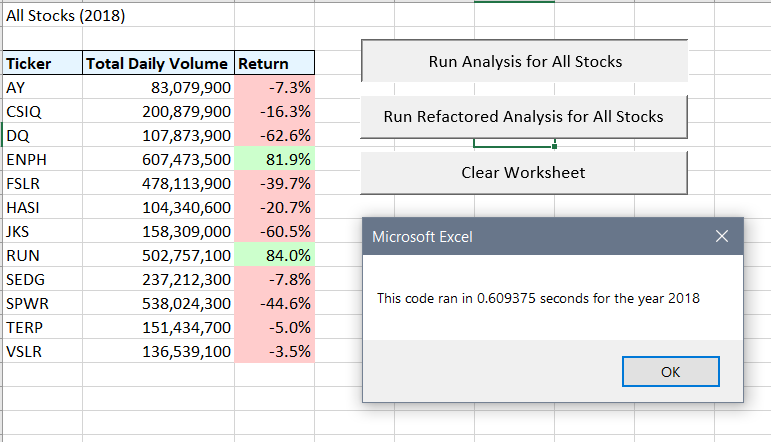 All Stocks (2018)
Ticker Total Daily Volume Return
AY 83,079,900 -7.3%
CSIQ 200,879,900 -16.3%
DQ 107,873,900 -62.6%
ENPH 607,473,500 81.9%
FSLR 478,113,900 -39.7%
HASI 104,340,600 -20.7%
JKS 158,309,000 -60.5%
RUN 502,757,100 84.0%
SEDG 237,212,300 -7.8%
SPWR 538,024,300 -44.6%
TERP 151,434,700 -5.0%
VSLR 136,539,100 -3.5%
Run Analysis for All Stocks
Run Refactored Analysis for All Stocks
Clear Worksheet
Microsoft Excel
This code ran in 0.609375 seconds for the year 2018
OK